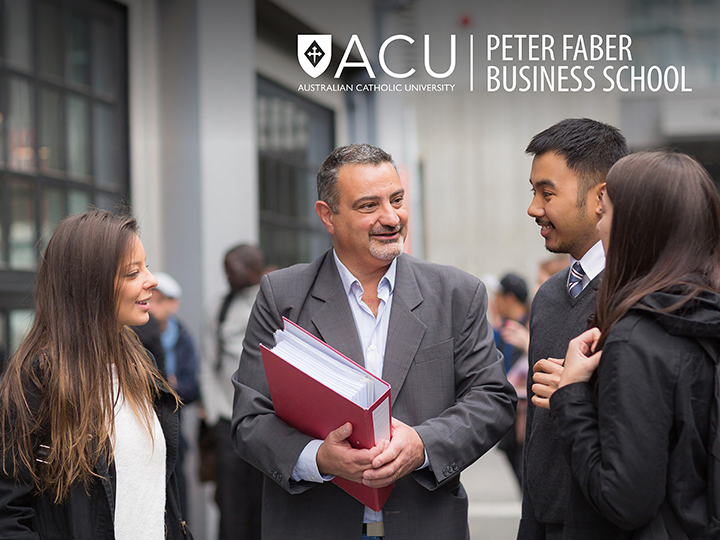 ACU
AUSTRALIAN CATHOLIC UNIVERSITY
PETER FABER
BUSINESS SCHOOL